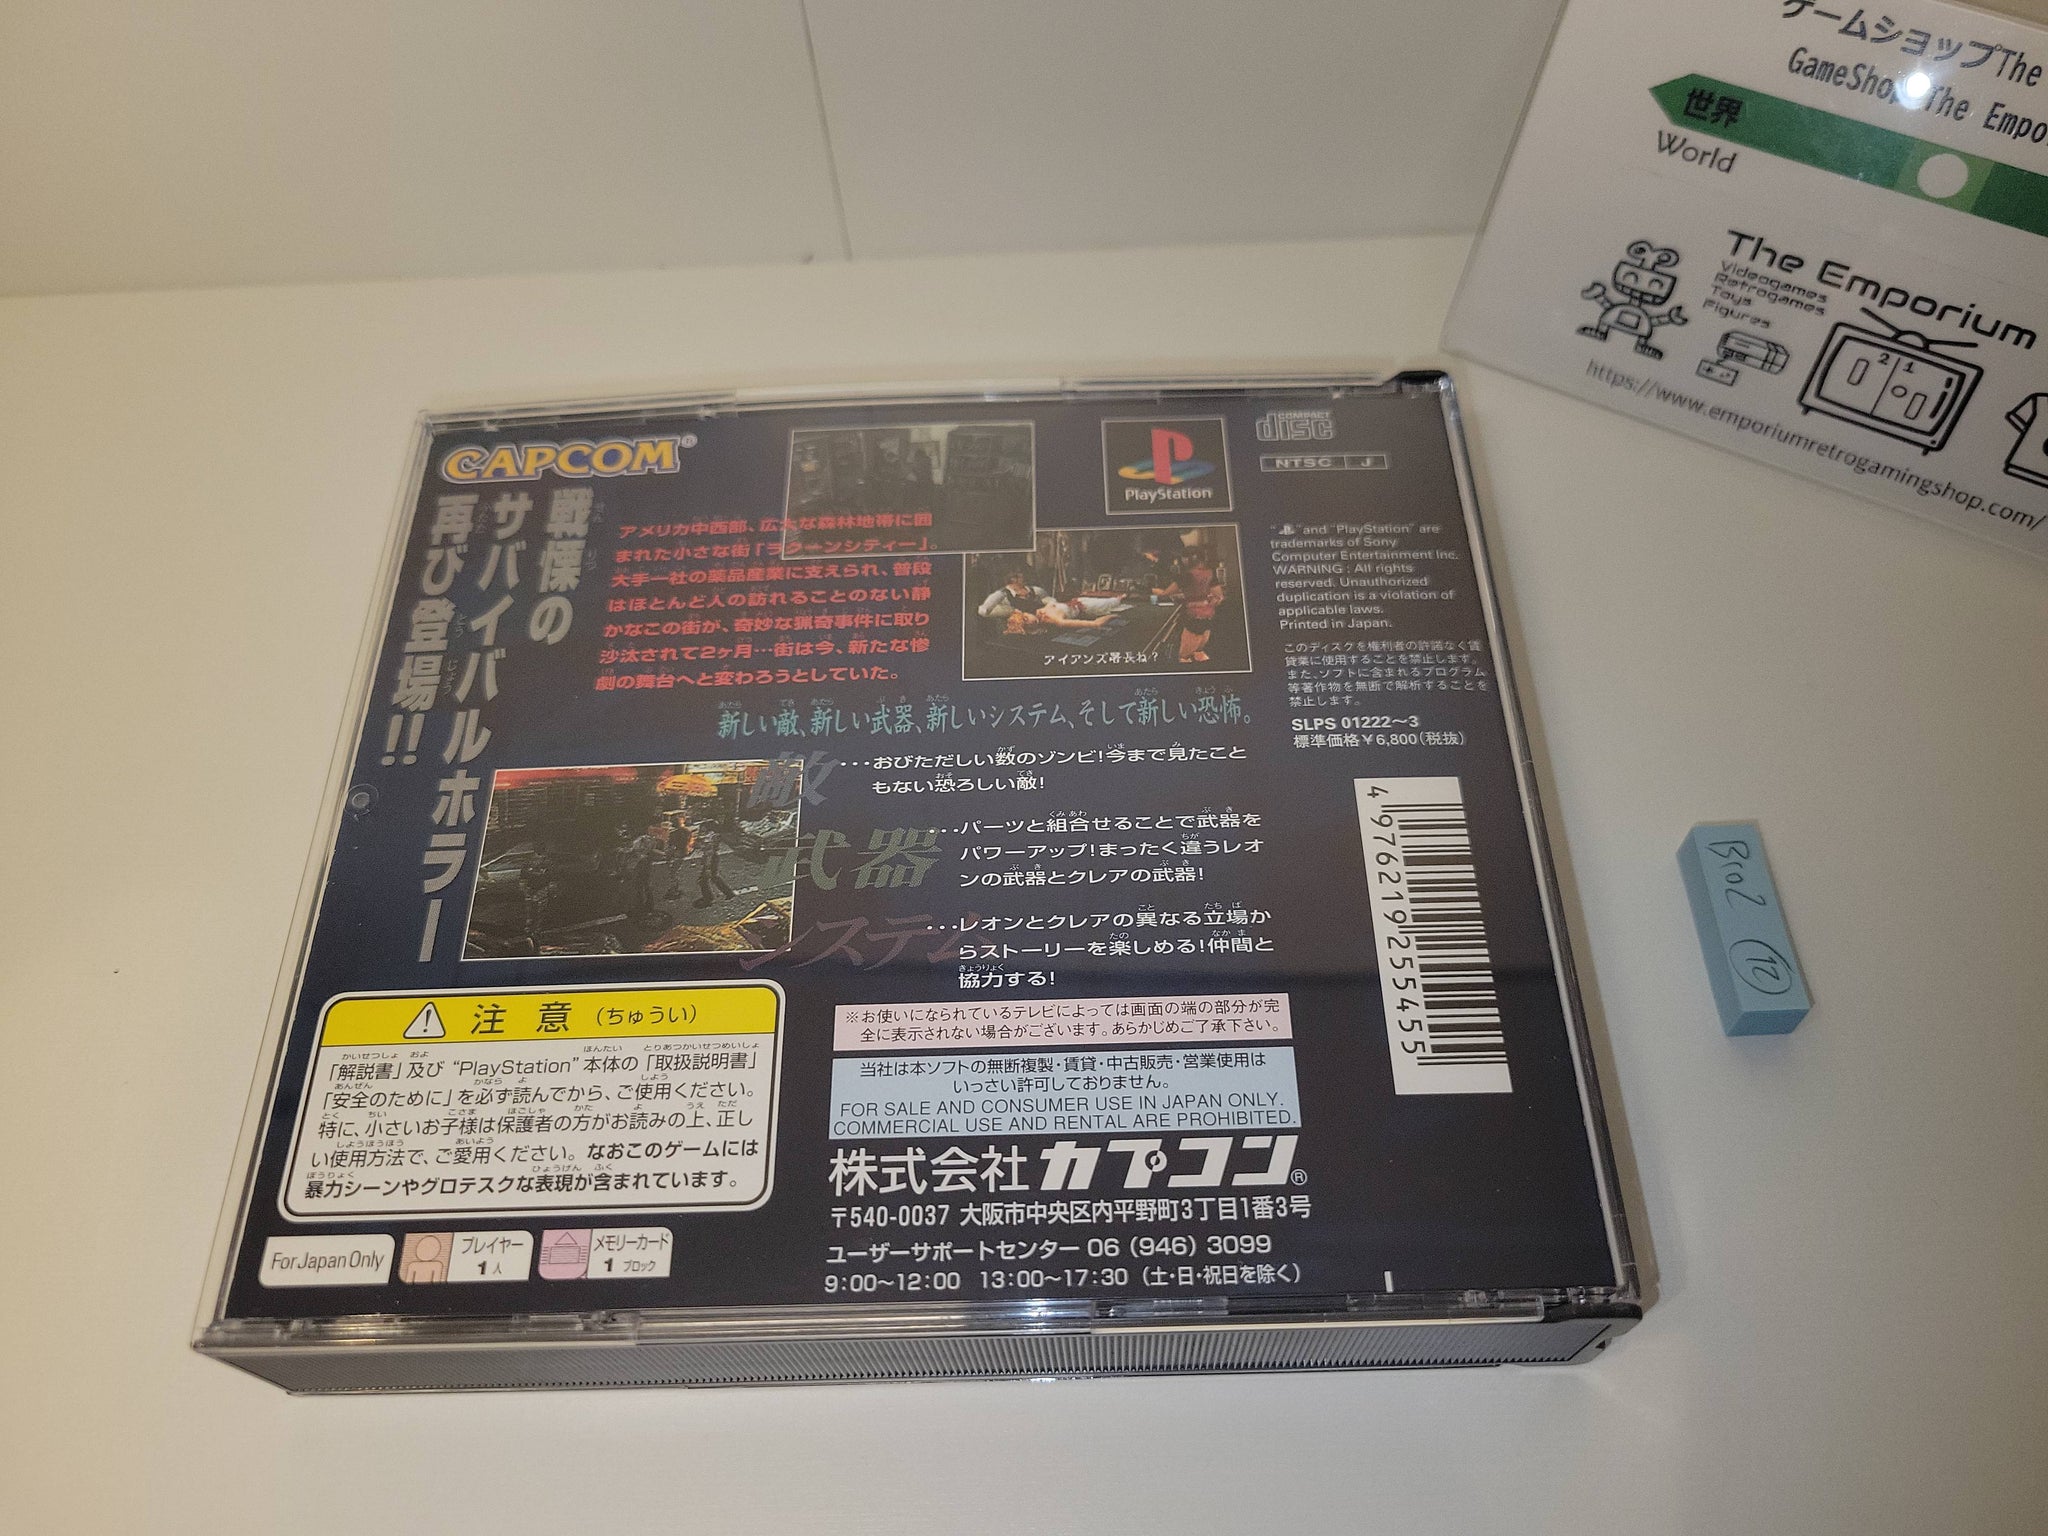 ゲームショップThe
GameShop The Empo
世界
World
The Emporium
Videogames
Retrogames
Toys
Figures
2 1
https://www.emporiumretrogamingshop.com/
CAPCOM®
戦慄の
サバイバルホラー
再び登場!!
アメリカ中西部、広大な森林地帯に囲
まれた小さな街「ラクーンシティー」。
大手一社の薬品産業に支えられ、普段
はほとんど人の訪れることのない静
かなこの街が、奇妙な猟奇事件に取り
沙汰されて2ヶ月…街は今、新たな惨
劇の舞台へと変わろうとしていた。
アイアンズ署長ね?
PlayStation
COMPACT
disc
NTSC J
" "and "PlayStation" are
trademarks of Sony
Computer Entertainment Inc.
WARNING : All rights
reserved. Unauthorized
duplication is a violation of
applicable laws.
Printed in Japan.
このディスクを権利者の許諾なく賃
貸業に使用することを禁止します。
また、ソフトに含まれるプログラム
等著作物を無断で解析することを
禁止します。
SLPS 01222〜3
標準価格¥6,800(税抜)
新しい敵、新しい武器、新しいシステム、そして新しい恐怖。
敵
・・・おびただしい数のゾンビ!今まで見たこと
もない恐ろしい敵!
武器
・・・パーツと組合せることで武器を
パワーアップ!まったく違うレオ
ンの武器とクレアの武器!
システム
・・・レオンとクレアの異なる立場か
らストーリーを楽しめる!仲間と
協力する!
4976219255455
Bio2
12
注意(ちゅうい)
「解説書」及び“PlayStation”本体の「取扱説明書」
「安全のために」を必ず読んでから、ご使用ください。
特に、小さいお子様は保護者の方がお読みの上、正し
い使用方法で、ご愛用ください。なおこのゲームには
暴力シーンやグロテスクな表現が含まれています。
※お使いになられているテレビによっては画面の端の部分が完
全に表示されない場合がございます。あらかじめご了承下さい。
当社は本ソフトの無断複製・賃貸・中古販売・営業使用は
いっさい許可しておりません。
FOR SALE AND CONSUMER USE IN JAPAN ONLY.
COMMERCIAL USE AND RENTAL ARE PROHIBITED.
株式会社カプコン®
〒540-0037 大阪市中央区内平野町3丁目1番3号
ユーザーサポートセンター 06(946)3099
9:00〜12:00 13:00〜17:30(土・日・祝日を除く)
For Japan Only
プレイヤー
1人
メモリーカード
1ブロック